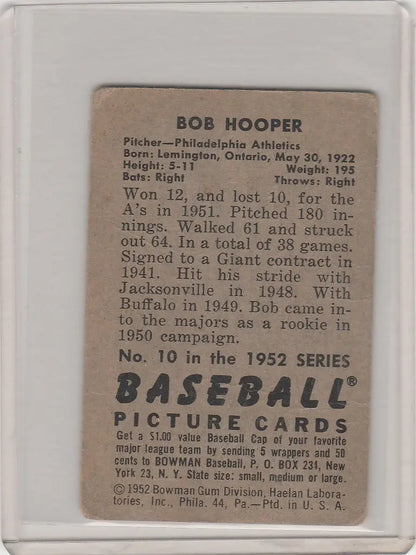 BOB HOOPER
Pitcher—Philadelphia Athletics
Born: Lemington, Ontario, May 30, 1922
Height: 5-11 Weight: 195
Bats: Right Throws: Right
Won 12, and lost 10, for the
A's in 1951. Pitched 180 in-
nings. Walked 61 and struck
out 64. In a total of 38 games.
Signed to a Giant contract in
1941. Hit his stride with
Jacksonville in 1948. With
Buffalo in 1949. Bob came in-
to the majors as a rookie in
1950 campaign.
No. 10 in the 1952 SERIES
BASEBALL®
PICTURE CARDS
Get a $1.00 value Baseball Cap of your favorite
major league team by sending 5 wrappers and 50
cents to BOWMAN Baseball, P. O. BOX 234, New
York 23, N. Y. State size: small, medium or large.
©1952 Bowman Gum Division, Haelan Labora-
tories, Inc., Phila. 44, Pa.—Ptd. in U. S. A.